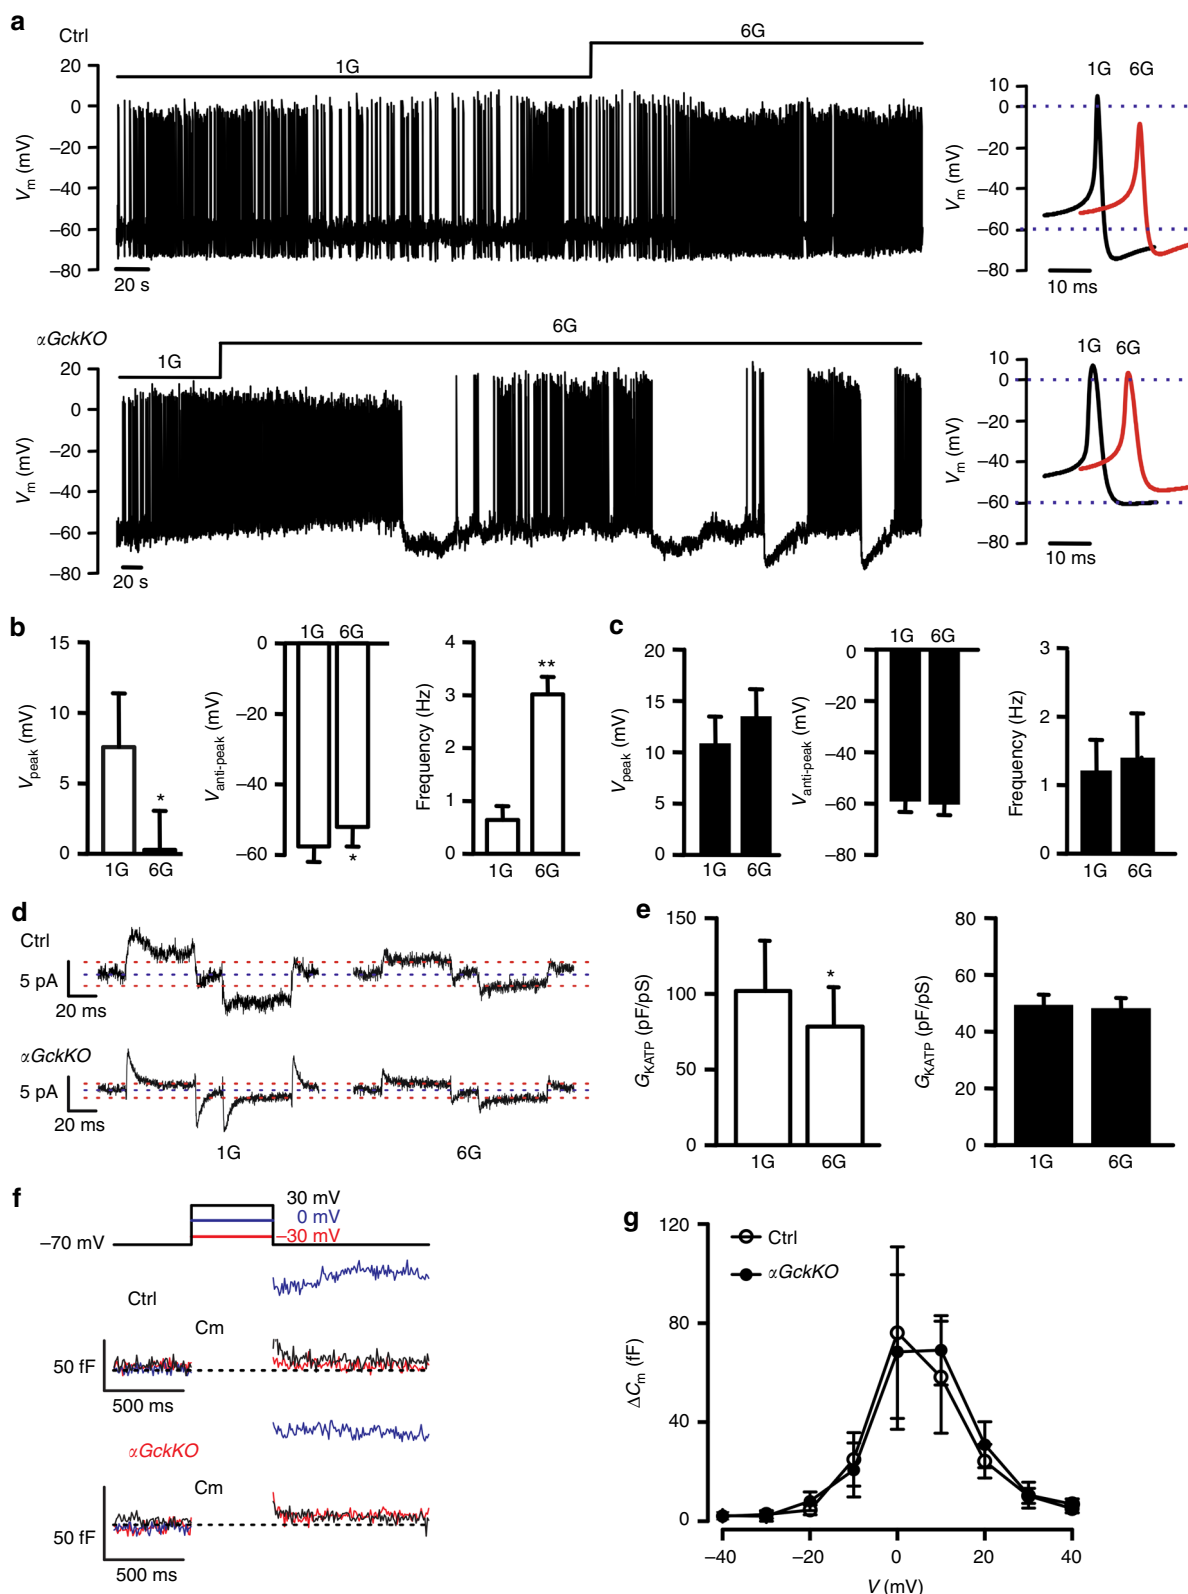 a
Ctrl
1G
6G
20
0
−20
−40
−60
−80
Vm (mV)
20 s
1G 6G
10
0
−20
−40
−60
−80
Vm (mV)
10 ms
αGckKO
1G
6G
20
0
−20
−40
−60
−80
Vm (mV)
20 s
1G 6G
10
0
−20
−40
−60
−80
Vm (mV)
10 ms
b
15
10
5
0
Vpeak (mV)
*
1G 6G
1G 6G
0
−20
−40
−60
Vanti-peak (mV)
*
4
3
2
1
0
Frequency (Hz)
**
1G 6G
c
20
15
10
5
0
Vpeak (mV)
1G 6G
1G 6G
0
−20
−40
−60
−80
Vanti-peak (mV)
3
2
1
0
Frequency (Hz)
1G 6G
d
Ctrl
5 pA
20 ms
αGckKO
5 pA
20 ms
1G 6G
e
150
100
50
0
GKATP (pF/pS)
*
1G 6G
80
60
40
20
0
GKATP (pF/pS)
1G 6G
f
30 mV
0 mV
−30 mV
−70 mV
Ctrl
Cm
50 fF
500 ms
αGckKO
Cm
50 fF
500 ms
g
Ctrl
αGckKO
120
80
40
0
ΔCm (fF)
−40 −20 0 20 40
V (mV)